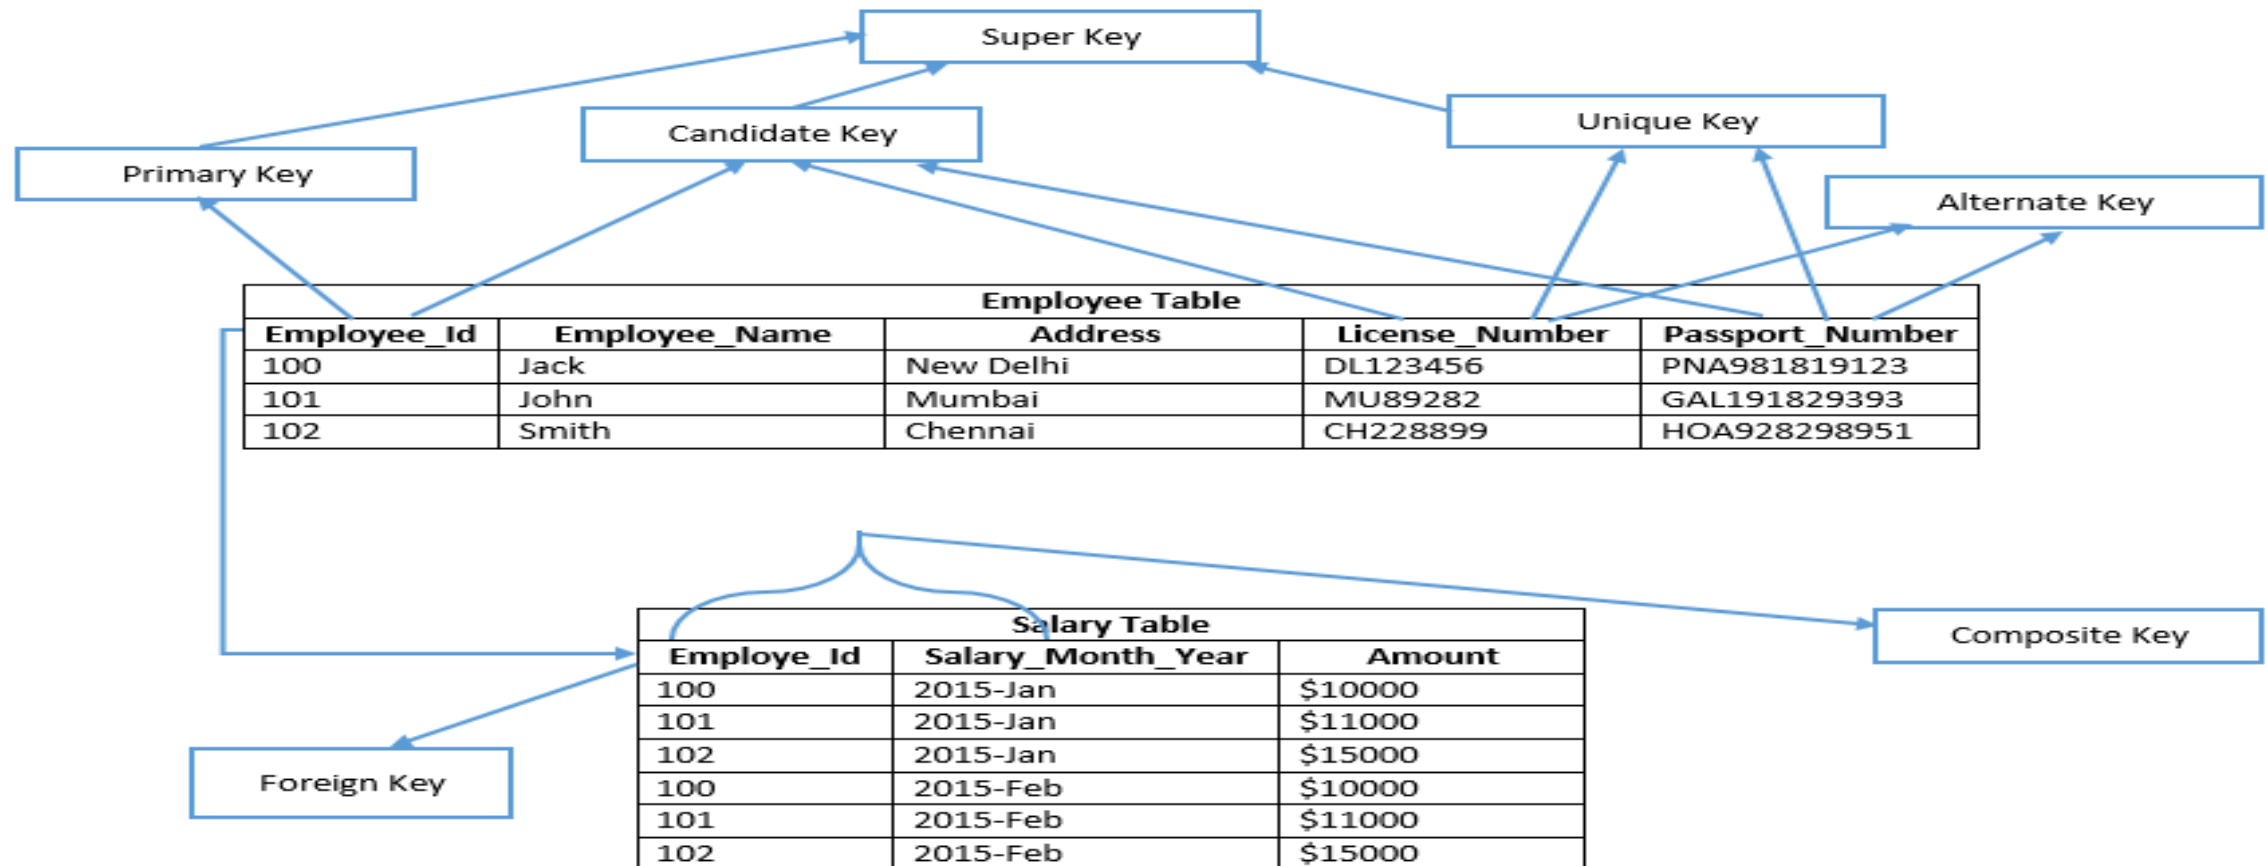 Super Key
Candidate Key
Unique Key
Primary Key
Alternate Key
Employee Table
Employee_Id Employee_Name Address License_Number Passport_Number
100 Jack New Delhi DL123456 PNA981819123
101 John Mumbai MU89282 GAL191829393
102 Smith Chennai CH228899 HOA928298951
Salary Table
Composite Key
Employe_Id Salary_Month_Year Amount
100 2015-Jan $10000
101 2015-Jan $11000
102 2015-Jan $15000
Foreign Key
100 2015-Feb $10000
101 2015-Feb $11000
102 2015-Feb $15000